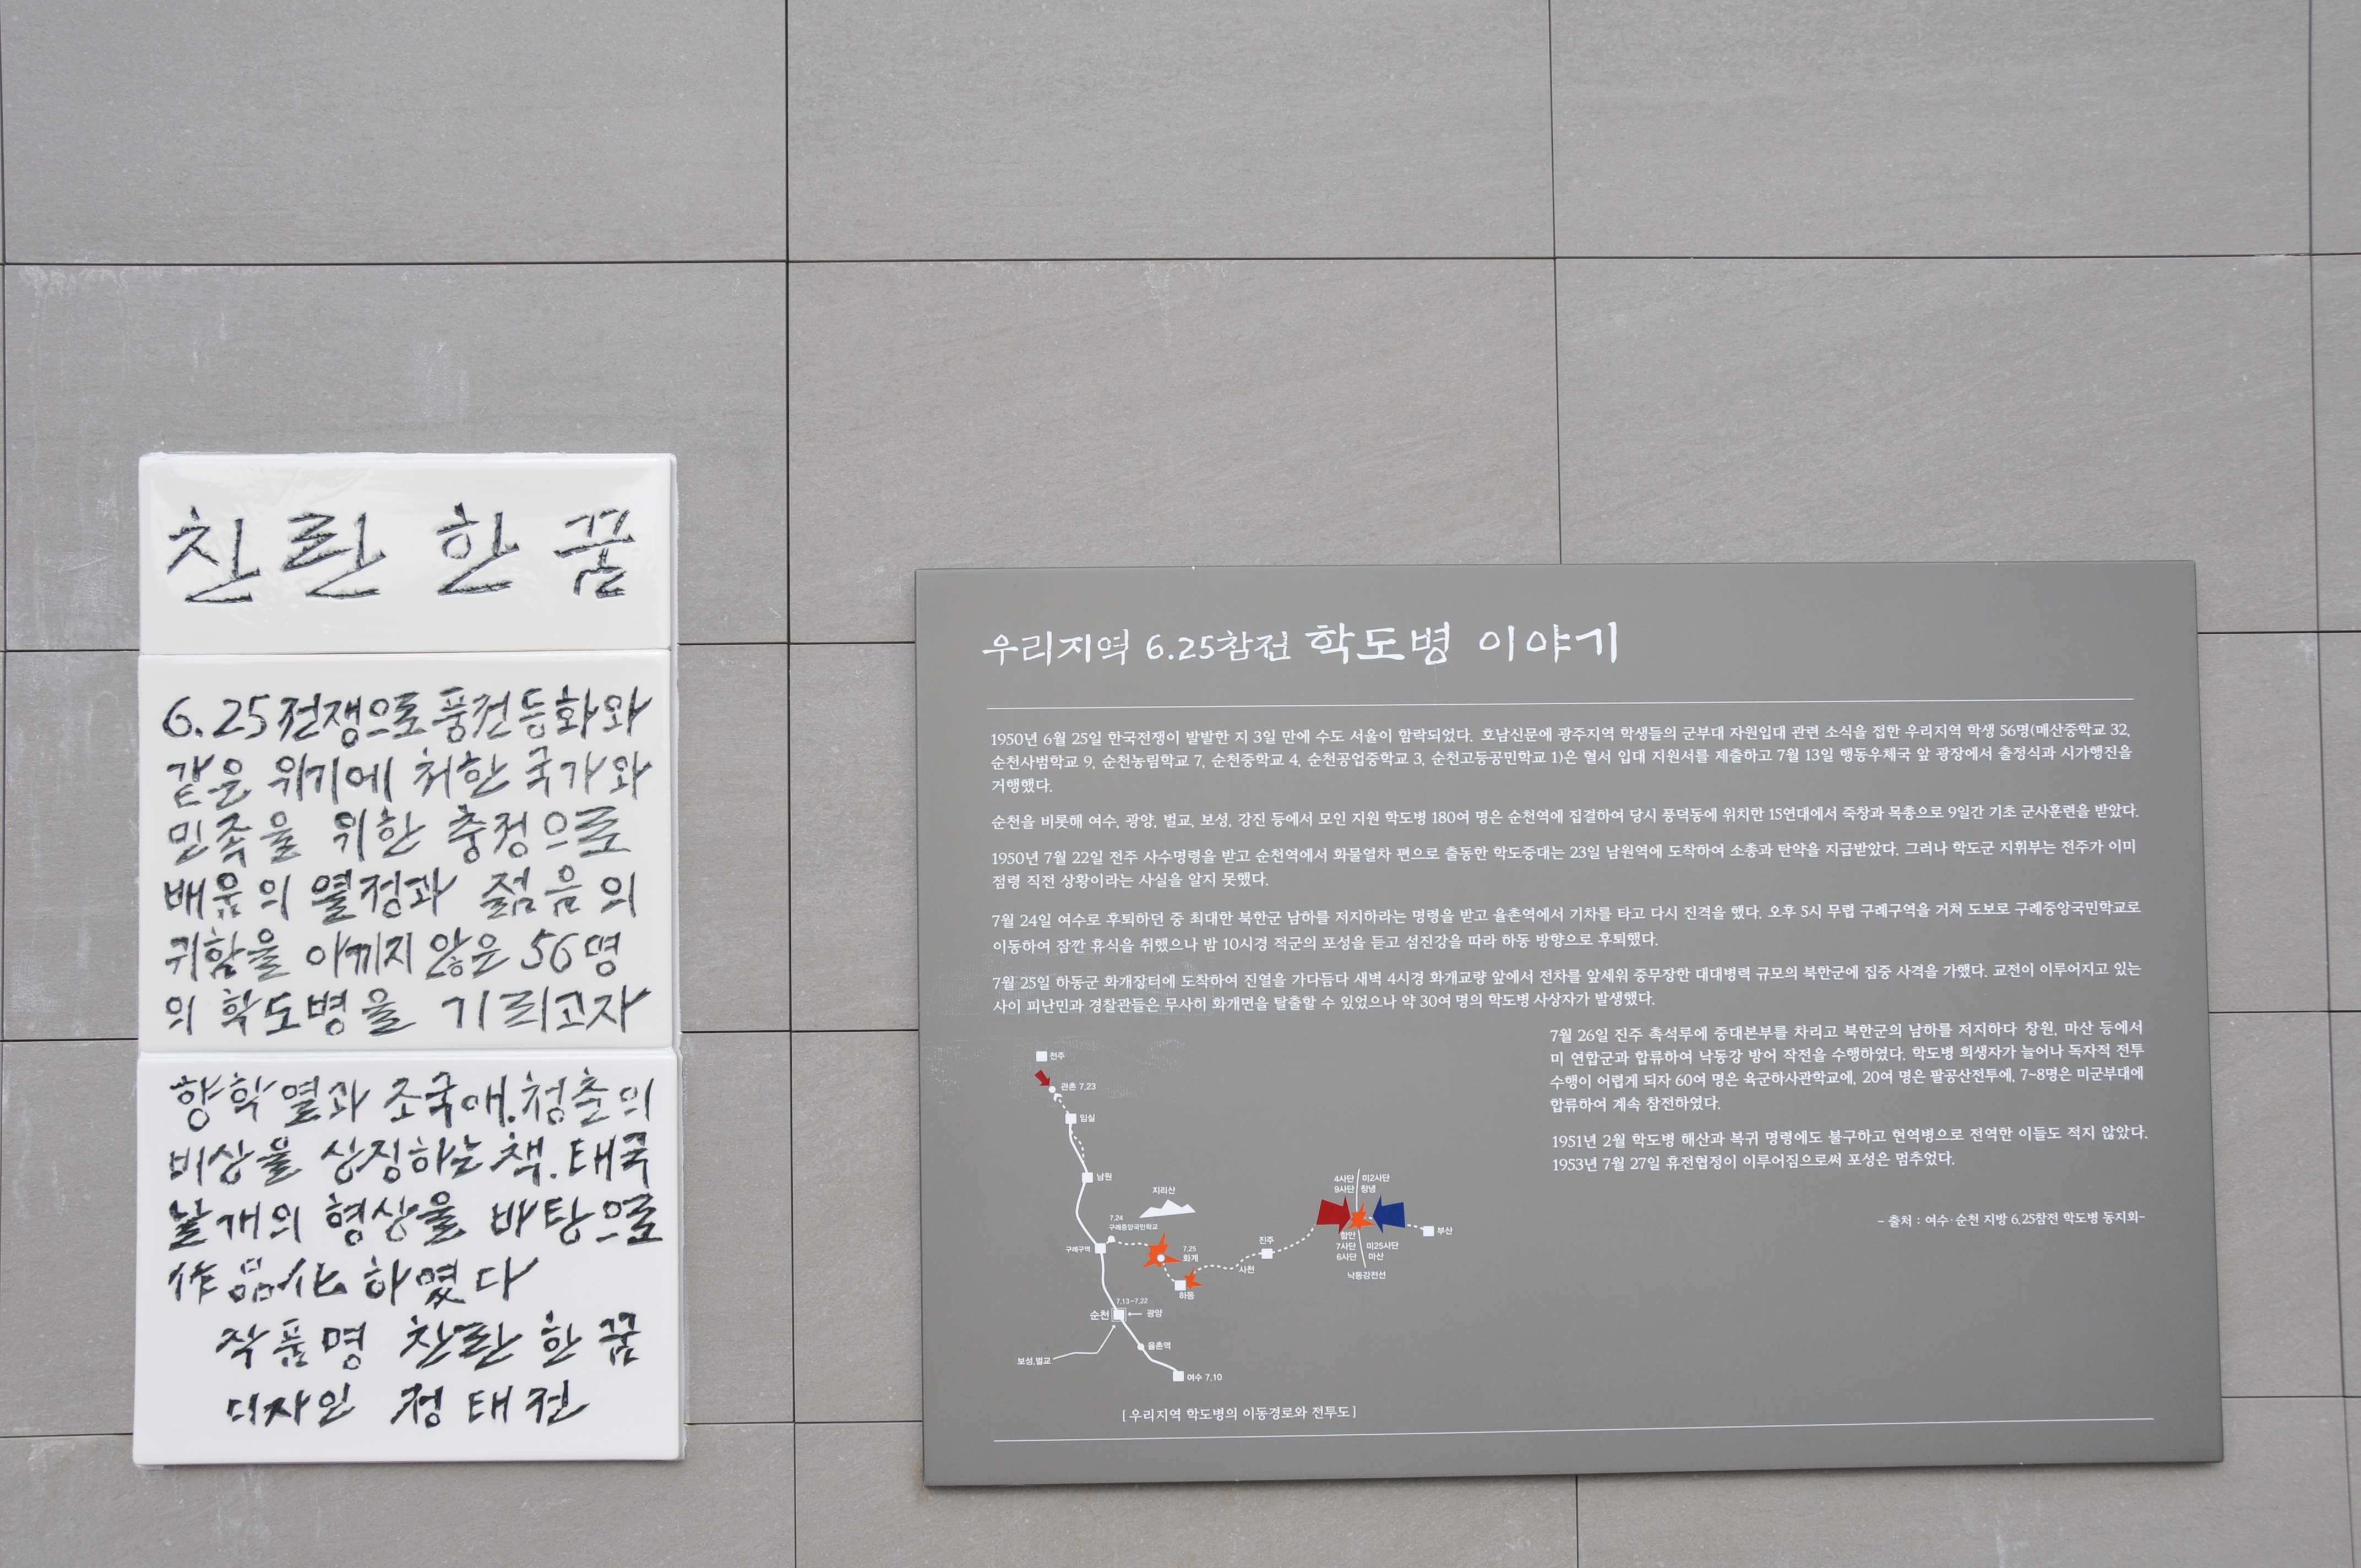 찬란 한 꿈
6.25전쟁으로 풍전등화와
같은 위기에 처한 국가와
민족을 위한 충정으로
배움의 열정과 젊음의
귀함을 아끼지 않은 56명
의 학도병을 기리고자
향학열과 조국애.청춘의
비상을 상징하는 책.태극
날개의 형상을 바탕으로
作品化 하였다
작품명 찬란 한 꿈
디자인 정태전
우리지역 6.25참전 학도병 이야기
1950년 6월 25일 한국전쟁이 발발한 지 3일 만에 수도 서울이 함락되었다. 호남신문에 광주지역 학생들의 군부대 자원입대 관련 소식을 접한 우리지역 학생 56명(매산중학교 32,
순천사범학교 9, 순천농림학교 7, 순천중학교 4, 순천공업중학교 3, 순천고등공민학교 1)은 혈서 입대 지원서를 제출하고 7월 13일 행동우체국 앞 광장에서 출정식과 시가행진을
거행했다.
순천을 비롯해 여수, 광양, 벌교, 보성, 강진 등에서 모인 지원 학도병 180여 명은 순천역에 집결하여 당시 풍덕동에 위치한 15연대에서 죽창과 목총으로 9일간 기초 군사훈련을 받았다.
1950년 7월 22일 전주 사수명령을 받고 순천역에서 화물열차 편으로 출동한 학도중대는 23일 남원역에 도착하여 소총과 탄약을 지급받았다. 그러나 학도군 지휘부는 전주가 이미
점령 직전 상황이라는 사실을 알지 못했다.
7월 24일 여수로 후퇴하던 중 최대한 북한군 남하를 저지하라는 명령을 받고 율촌역에서 기차를 타고 다시 진격을 했다. 오후 5시 무렵 구례구역을 거쳐 도보로 구례중앙국민학교로
이동하여 잠깐 휴식을 취했으나 밤 10시경 적군의 포성을 듣고 섬진강을 따라 하동 방향으로 후퇴했다.
7월 25일 하동군 화개장터에 도착하여 진열을 가다듬다 새벽 4시경 화개교량 앞에서 전차를 앞세워 중무장한 대대병력 규모의 북한군에 집중 사격을 가했다. 교전이 이루어지고 있는
사이 피난민과 경찰관들은 무사히 화개면을 탈출할 수 있었으나 약 30여 명의 학도병 사상자가 발생했다.
7월 26일 진주 촉석루에 중대본부를 차리고 북한군의 남하를 저지하다 창원, 마산 등에서
미 연합군과 합류하여 낙동강 방어 작전을 수행하였다. 학도병 희생자가 늘어나 독자적 전투
수행이 어렵게 되자 60여 명은 육군하사관학교에, 20여 명은 팔공산전투에, 7~8명은 미군부대에
합류하여 계속 참전하였다.
1951년 2월 학도병 해산과 복귀 명령에도 불구하고 현역병으로 전역한 이들도 적지 않았다.
1953년 7월 27일 휴전협정이 이루어짐으로써 포성은 멈추었다.
- 출처 : 여수·순천 지방 6.25참전 학도병 동지회-
전주
관촌 7.23
임실
남원
지리산
7.24
구례중앙국민학교
구례구역
7.25
화계
하동
7.13~7.22
순천
광양
보성,벌교
율촌역
여수 7.10
사천
진주
4사단 미2사단
9사단 창녕
함안
7사단 미25사단
6사단 마산
낙동강전선
부산
[ 우리지역 학도병의 이동경로와 전투도 ]